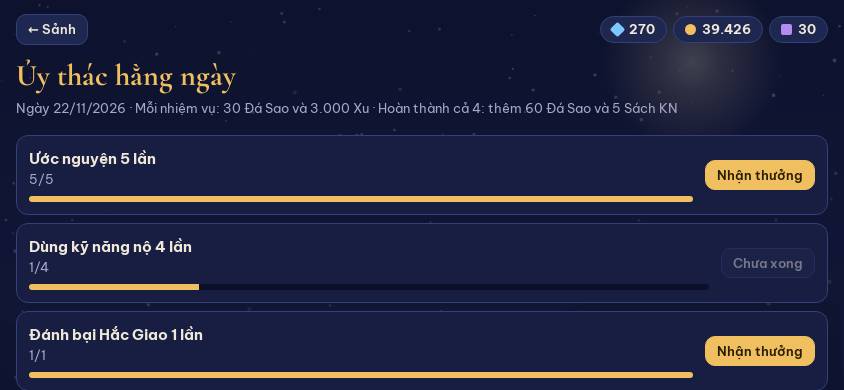 ← Sảnh
270
39.426
30
Ủy thác hằng ngày
Ngày 22/11/2026 · Mỗi nhiệm vụ: 30 Đá Sao và 3.000 Xu · Hoàn thành cả 4: thêm 60 Đá Sao và 5 Sách KN
Ước nguyện 5 lần
5/5
Nhận thưởng
Dùng kỹ năng nộ 4 lần
1/4
Chưa xong
Đánh bại Hắc Giao 1 lần
1/1
Nhận thưởng